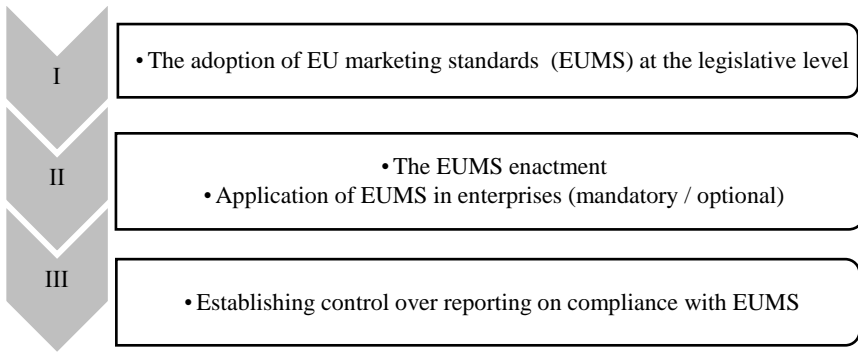 I
• The adoption of EU marketing standards (EUMS) at the legislative level
II
• The EUMS enactment
• Application of EUMS in enterprises (mandatory / optional)
III
• Establishing control over reporting on compliance with EUMS